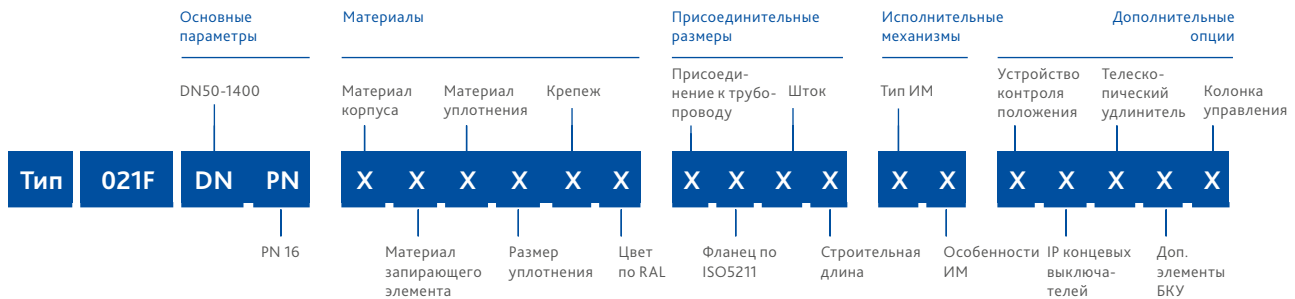 Основные
параметры
Материалы
Присоединительные
размеры
Исполнительные
механизмы
Дополнительные
опции
DN50-1400
Материал
корпуса
Материал
уплотнения
Крепеж
Присоеди-
нение к трубо-
проводу
Шток
Тип ИМ
Устройство
контроля
положения
Телеско-
пический
удлинитель
Колонка
управления
Тип 021F DN PN X X X X X X X X X X X X X X X X X
PN 16
Материал
запирающего
элемента
Размер
уплотнения
Цвет
по RAL
Фланец по
ISO5211
Строительная
длина
Особенности
ИМ
IP концевых
выключа-
телей
Доп.
элементы
БКУ